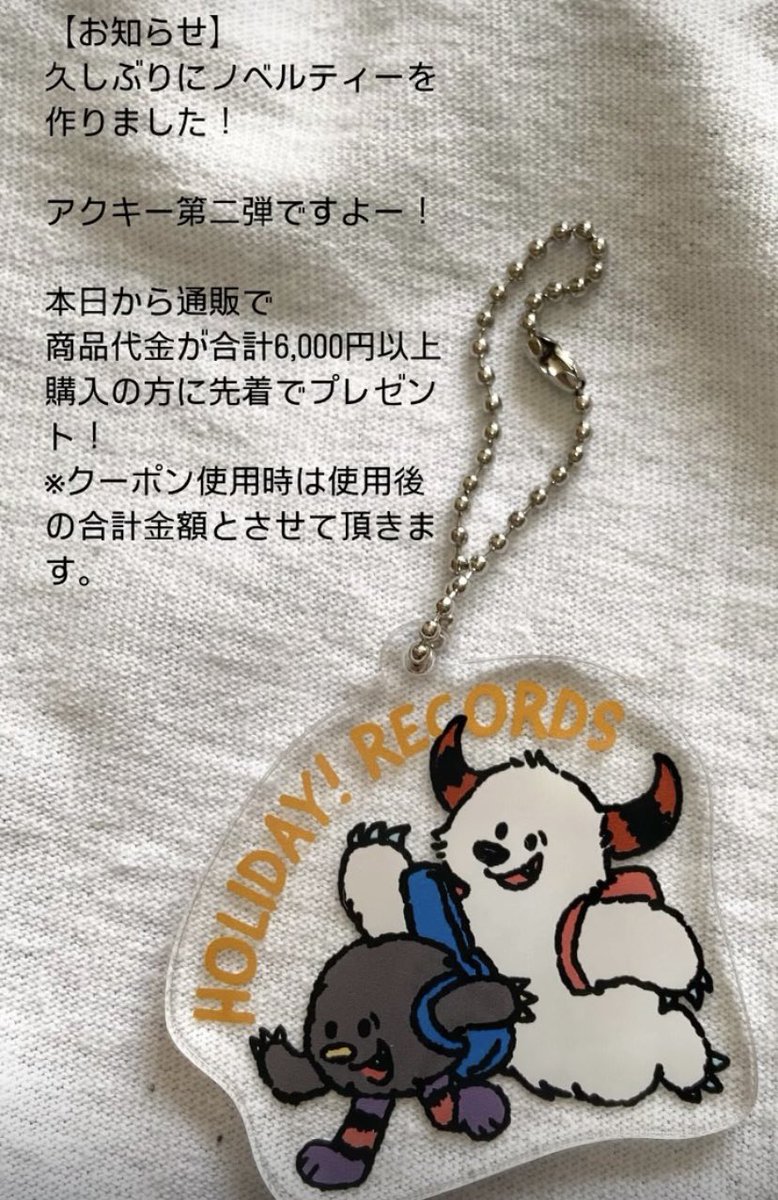 【お知らせ】
久しぶりにノベルティーを
作りました！
アクキー第二弾ですよー！
本日から通販で
商品代金が合計6,000円以上
購入の方に先着でプレゼン
ト！
※クーポン使用時は使用後
の合計金額とさせて頂きま
す。
HOLIDAY! RECORDS